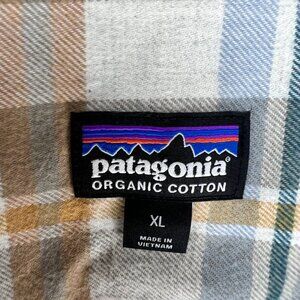 patagonia®
ORGANIC COTTON
XL
MADE IN
VIETNAM